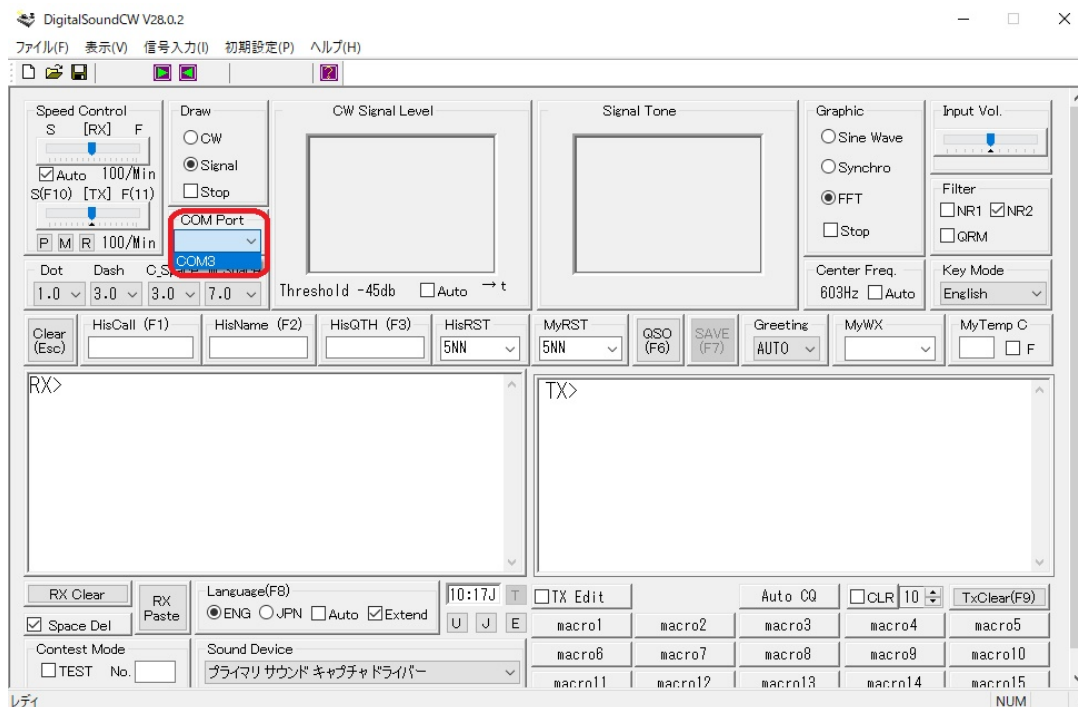 DigitalSoundCW V28.0.2
ファイル(F) 表示(V) 信号入力(I) 初期設定(P) ヘルプ(H)
Speed Control
S [RX] F
Auto 100/Min
S(F10) [TX] F(11)
P M R 100/Min
Draw
CW
Signal
Stop
COM Port
COM3
CW Signal Level
Threshold -45db Auto →t
Signal Tone
Graphic
Sine Wave
Synchro
FFT
Stop
Input Vol.
Filter
NR1 NR2
QRM
Dot Dash
1.0 3.0 3.0 7.0
Center Freq.
603Hz Auto
Key Mode
English
Clear
(Esc)
HisCall (F1)
HisName (F2)
HisQTH (F3)
HisRST
5NN
MyRST
5NN
QSO
(F6)
SAVE
(F7)
Greeting
AUTO
MyWX
MyTemp C
F
RX>
TX>
RX Clear
Space Del
RX
Paste
Language(F8)
ENG JPN Auto Extend
10:17J T
U J E
TX Edit
Auto CQ
CLR 10
TxClear(F9)
macro1 macro2 macro3 macro4 macro5
Contest Mode
TEST No.
Sound Device
プライマリ サウンド キャプチャ ドライバー
macro6 macro7 macro8 macro9 macro10
macro11 macro12 macro13 macro14 macro15
レディ
NUM